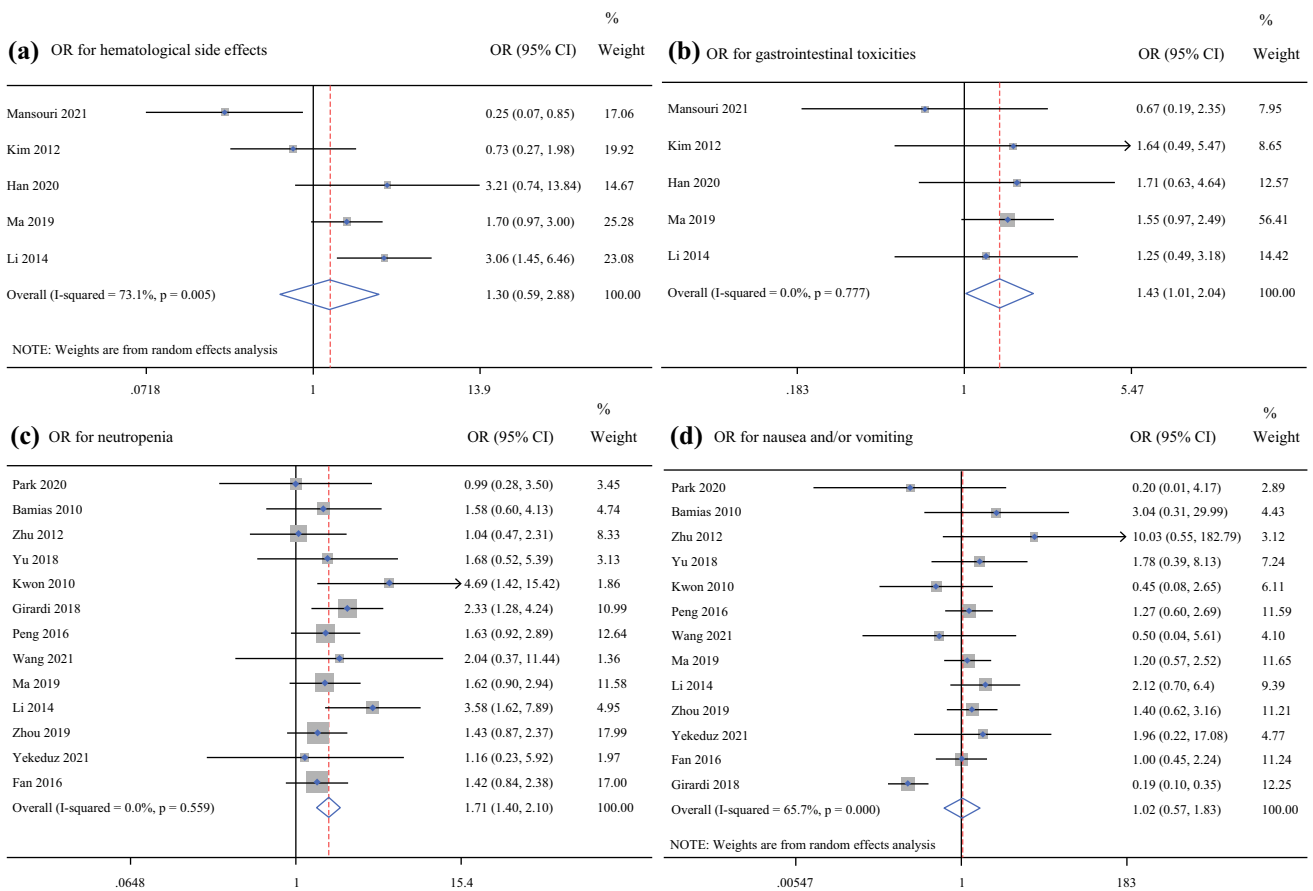 %
(a) OR for hematological side effects OR (95% CI) Weight
Mansouri 2021 0.25 (0.07, 0.85) 17.06
Kim 2012 0.73 (0.27, 1.98) 19.92
Han 2020 3.21 (0.74, 13.84) 14.67
Ma 2019 1.70 (0.97, 3.00) 25.28
Li 2014 3.06 (1.45, 6.46) 23.08
Overall (I-squared = 73.1%, p = 0.005) 1.30 (0.59, 2.88) 100.00
NOTE: Weights are from random effects analysis
.0718 1 13.9
%
(b) OR for gastrointestinal toxicities OR (95% CI) Weight
Mansouri 2021 0.67 (0.19, 2.35) 7.95
Kim 2012 1.64 (0.49, 5.47) 8.65
Han 2020 1.71 (0.63, 4.64) 12.57
Ma 2019 1.55 (0.97, 2.49) 56.41
Li 2014 1.25 (0.49, 3.18) 14.42
Overall (I-squared = 0.0%, p = 0.777) 1.43 (1.01, 2.04) 100.00
.183 1 5.47
%
(c) OR for neutropenia OR (95% CI) Weight
Park 2020 0.99 (0.28, 3.50) 3.45
Bamias 2010 1.58 (0.60, 4.13) 4.74
Zhu 2012 1.04 (0.47, 2.31) 8.33
Yu 2018 1.68 (0.52, 5.39) 3.13
Kwon 2010 4.69 (1.42, 15.42) 1.86
Girardi 2018 2.33 (1.28, 4.24) 10.99
Peng 2016 1.63 (0.92, 2.89) 12.64
Wang 2021 2.04 (0.37, 11.44) 1.36
Ma 2019 1.62 (0.90, 2.94) 11.58
Li 2014 3.58 (1.62, 7.89) 4.95
Zhou 2019 1.43 (0.87, 2.37) 17.99
Yekeduz 2021 1.16 (0.23, 5.92) 1.97
Fan 2016 1.42 (0.84, 2.38) 17.00
Overall (I-squared = 0.0%, p = 0.559) 1.71 (1.40, 2.10) 100.00
.0648 1 15.4
%
(d) OR for nausea and/or vomiting OR (95% CI) Weight
Park 2020 0.20 (0.01, 4.17) 2.89
Bamias 2010 3.04 (0.31, 29.99) 4.43
Zhu 2012 10.03 (0.55, 182.79) 3.12
Yu 2018 1.78 (0.39, 8.13) 7.24
Kwon 2010 0.45 (0.08, 2.65) 6.11
Peng 2016 1.27 (0.60, 2.69) 11.59
Wang 2021 0.50 (0.04, 5.61) 4.10
Ma 2019 1.20 (0.57, 2.52) 11.65
Li 2014 2.12 (0.70, 6.4) 9.39
Zhou 2019 1.40 (0.62, 3.16) 11.21
Yekeduz 2021 1.96 (0.22, 17.08) 4.77
Fan 2016 1.00 (0.45, 2.24) 11.24
Girardi 2018 0.19 (0.10, 0.35) 12.25
Overall (I-squared = 65.7%, p = 0.000) 1.02 (0.57, 1.83) 100.00
NOTE: Weights are from random effects analysis
.00547 1 183